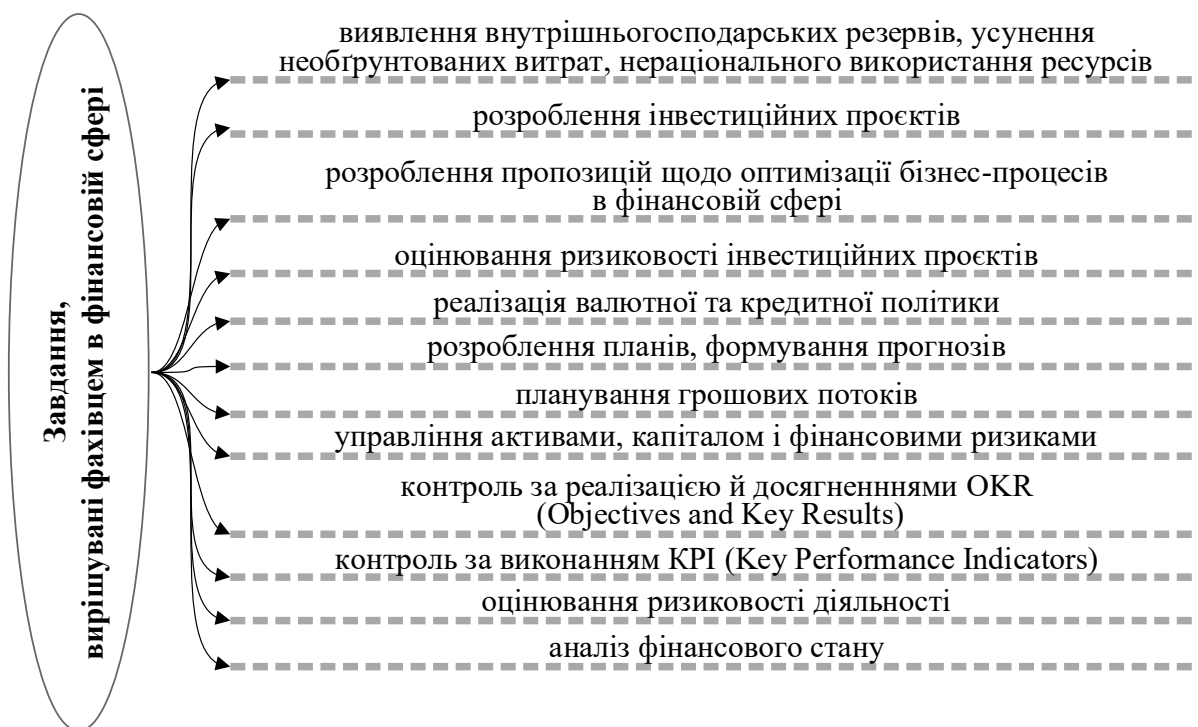 Завдання,
вирішувані фахівцем в фінансовій сфері
виявлення внутрішньогосподарських резервів, усунення
необґрунтованих витрат, нераціонального використання ресурсів
розроблення інвестиційних проєктів
розроблення пропозицій щодо оптимізації бізнес-процесів
в фінансовій сфері
оцінювання ризиковості інвестиційних проєктів
реалізація валютної та кредитної політики
розроблення планів, формування прогнозів
планування грошових потоків
управління активами, капіталом і фінансовими ризиками
контроль за реалізацією й досягненннями OKR
(Objectives and Key Results)
контроль за виконанням KPI (Key Performance Indicators)
оцінювання ризиковості діяльності
аналіз фінансового стану